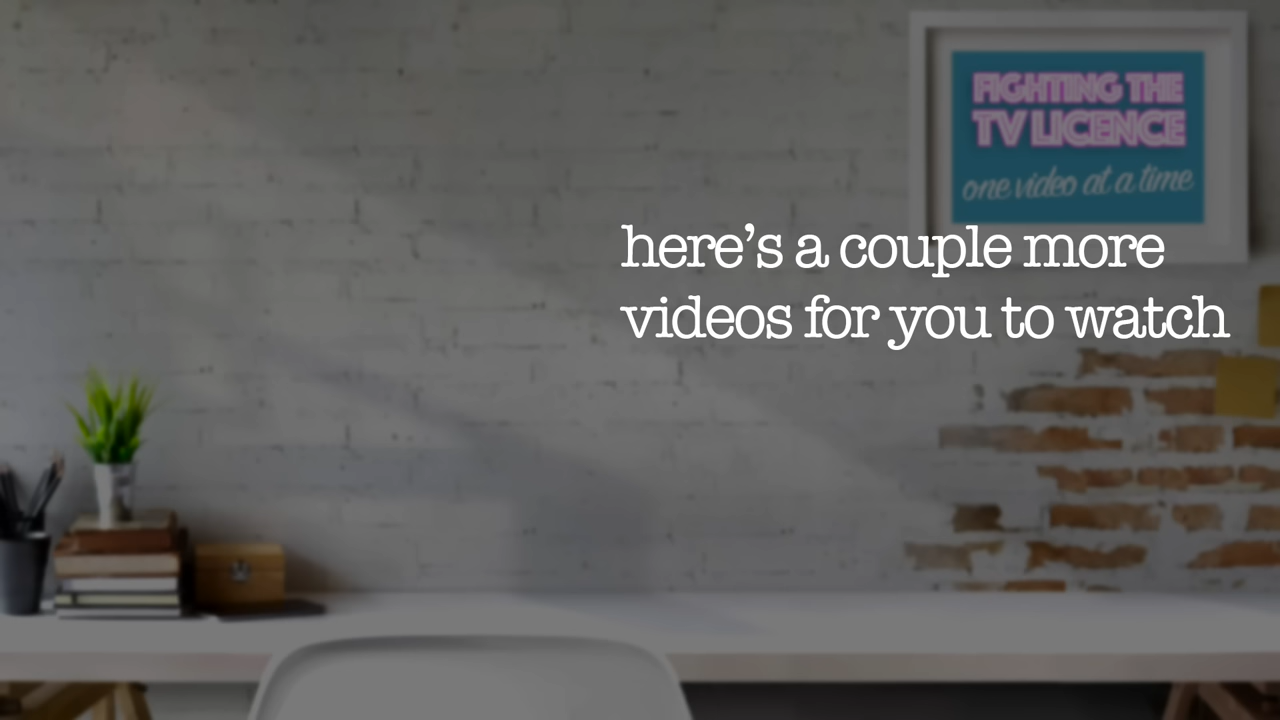 FIGHTING THE
TV LICENCE
one video at a time
here's a couple more
videos for you to watch